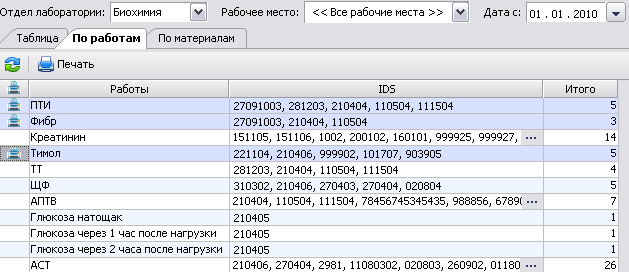 Отдел лаборатории: Биохимия Рабочее место: << Все рабочие места >> Дата с: 01 . 01 . 2010
Таблица По работам По материалам
Печать
Работы IDS Итого
ПТИ 27091003, 281203, 210404, 110504, 111504 5
Фибр 27091003, 210404, 110504 3
Креатинин 151105, 151106, 1002, 200102, 160101, 999925, 999927, ... 14
Тимол 221104, 210406, 999902, 101707, 903905 5
ТТ 281203, 210404, 110504, 111504 4
ЩФ 310302, 210406, 270403, 270404, 020804 5
АПТВ 210404, 110504, 111504, 78456745345435, 988856, 67890 ... 7
Глюкоза натощак 210405 1
Глюкоза через 1 час после нагрузки 210405 1
Глюкоза через 2 часа после нагрузки 210405 1
АСТ 210406, 270404, 2981, 11080302, 020803, 260902, 01180 ... 26